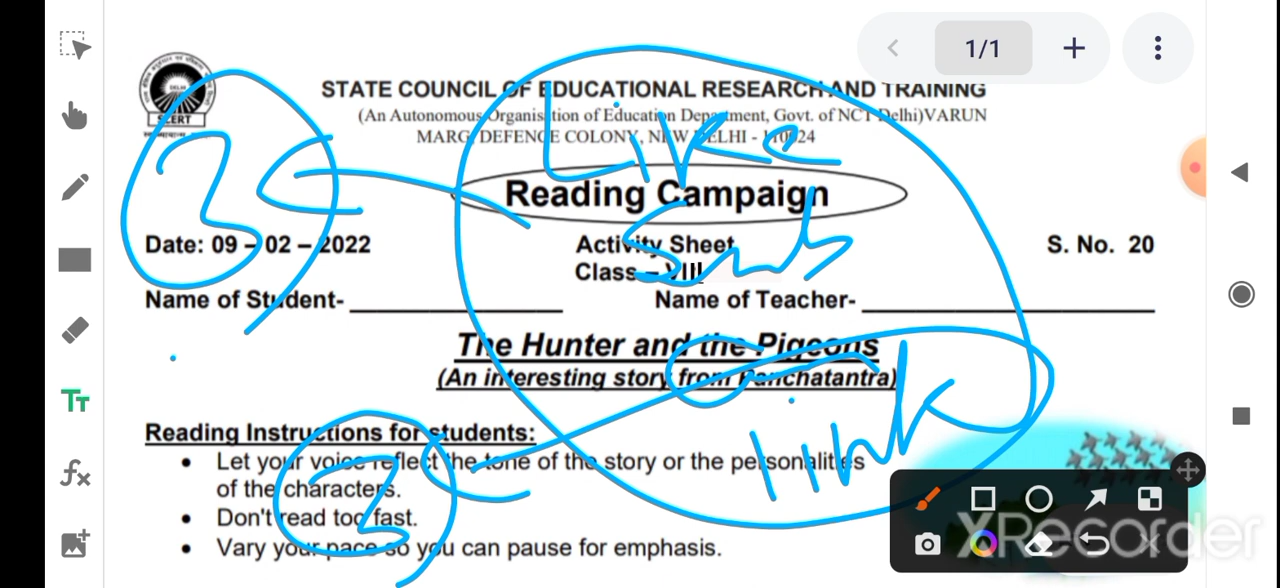 1/1
STATE COUNCIL OF EDUCATIONAL RESEARCH AND TRAINING
(An Autonomous Organisation of Education Department, Govt. of NCT Delhi)VARUN
MARG, DEFENCE COLONY, NEW DELHI - 110024
SCERT
Like
3
Reading Campaign
Sub
Date: 09 – 02 – 2022 Activity Sheet S. No. 20
Class – VIII
Name of Student- Name of Teacher-
The Hunter and the Pigeons
(An interesting story from Panchatantra)
link
Reading Instructions for students:
• Let your voice reflect the tone of the story or the personalities
of the characters.
• Don't read too fast.
• Vary your pace so you can pause for emphasis.
TT
fx
XRecorder